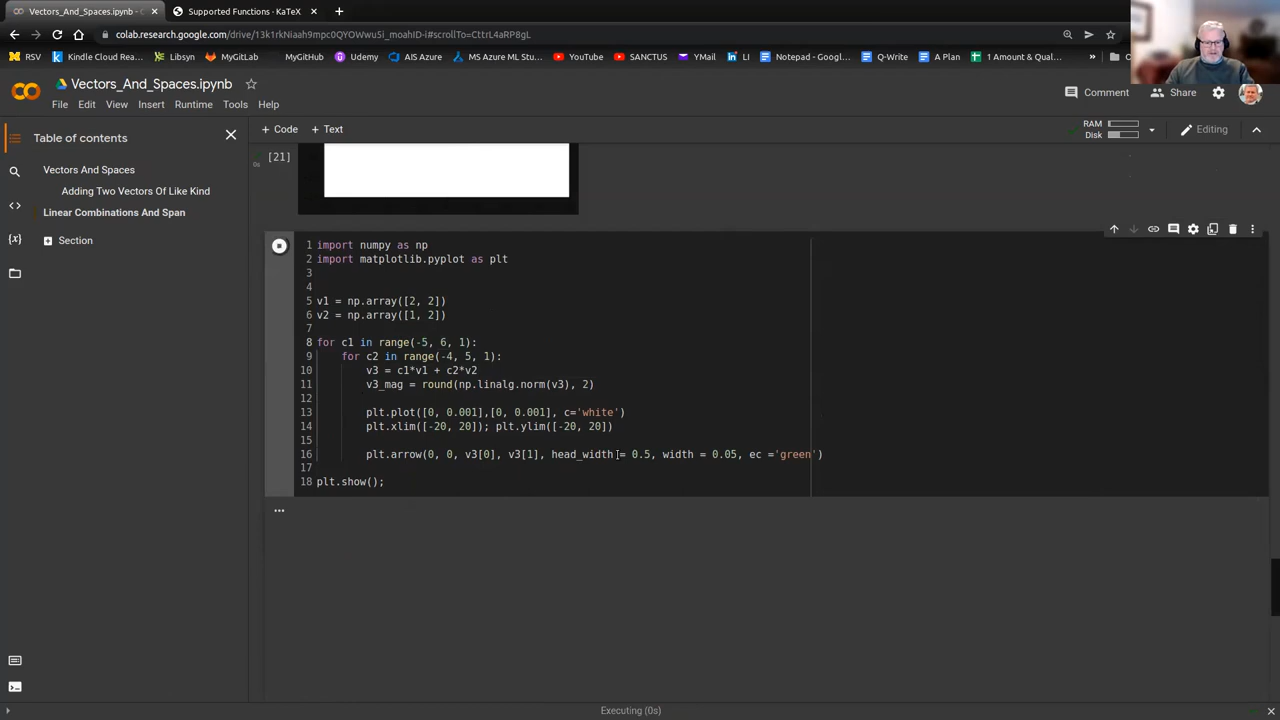 Vectors_And_Spaces.ipynb - C
Supported Functions - KaTeX
colab.research.google.com/drive/13k1rkNiaah9mpc0QYOWwu5i_moahID-i#scrollTo=CttrL4aRP8gL
RSV
Kindle Cloud Rea...
Libsyn
MyGitLab
MyGitHub
Udemy
AIS Azure
MS Azure ML Stu...
YouTube
SANCTUS
YMail
LI
Notepad - Googl...
Q-Write
A Plan
1 Amount & Qual...
Vectors_And_Spaces.ipynb
File Edit View Insert Runtime Tools Help
Comment
Share
Table of contents
+ Code + Text
RAM
Disk
Editing
Vectors And Spaces
Adding Two Vectors Of Like Kind
Linear Combinations And Span
Section
[21]
0s
1 import numpy as np
2 import matplotlib.pyplot as plt
3
4
5 v1 = np.array([2, 2])
6 v2 = np.array([1, 2])
7
8 for c1 in range(-5, 6, 1):
9 for c2 in range(-4, 5, 1):
10 v3 = c1*v1 + c2*v2
11 v3_mag = round(np.linalg.norm(v3), 2)
12
13 plt.plot([0, 0.001],[0, 0.001], c='white')
14 plt.xlim([-20, 20]); plt.ylim([-20, 20])
15
16 plt.arrow(0, 0, v3[0], v3[1], head_width = 0.5, width = 0.05, ec ='green')
17
18 plt.show();
...
Executing (0s)